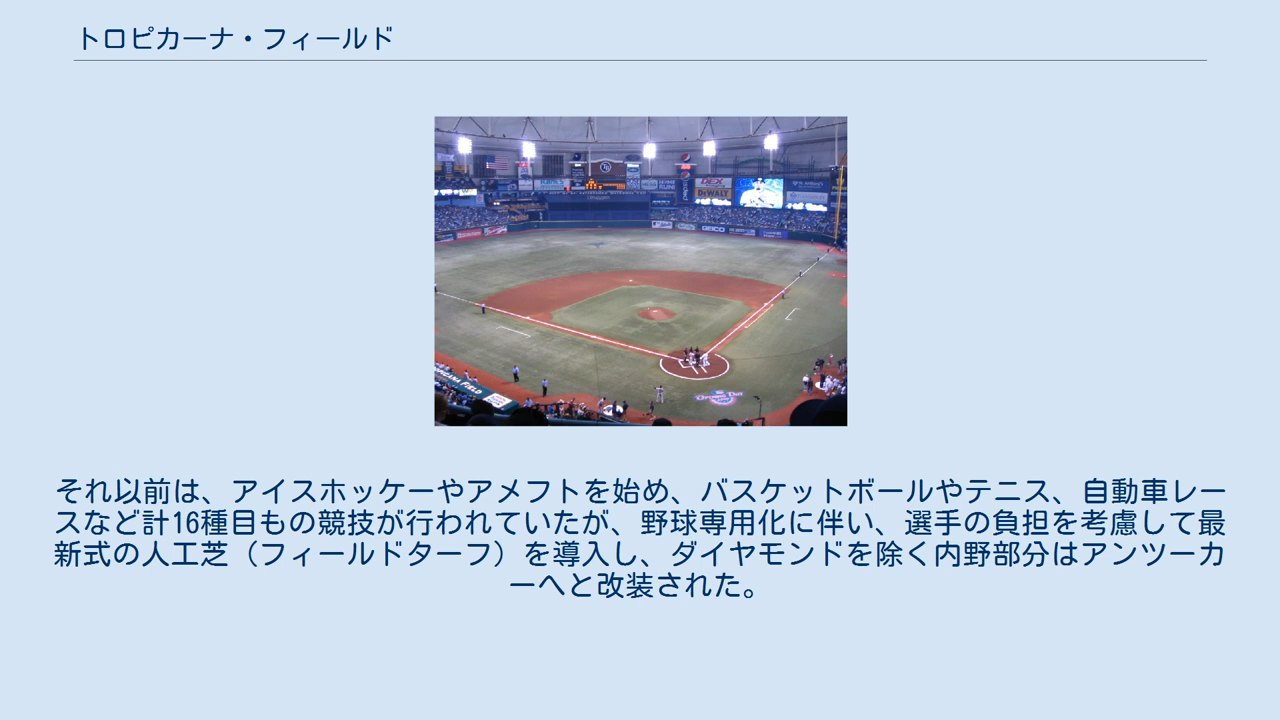 トロピカーナ・フィールド
DEX
DEWALT
GEICO
それ以前は、アイスホッケーやアメフトを始め、バスケットボールやテニス、自動車レー
スなど計16種目もの競技が行われていたが、野球専用化に伴い、選手の負担を考慮して最
新式の人工芝（フィールドターフ）を導入し、ダイヤモンドを除く内野部分はアンツーカ
ーへと改装された。